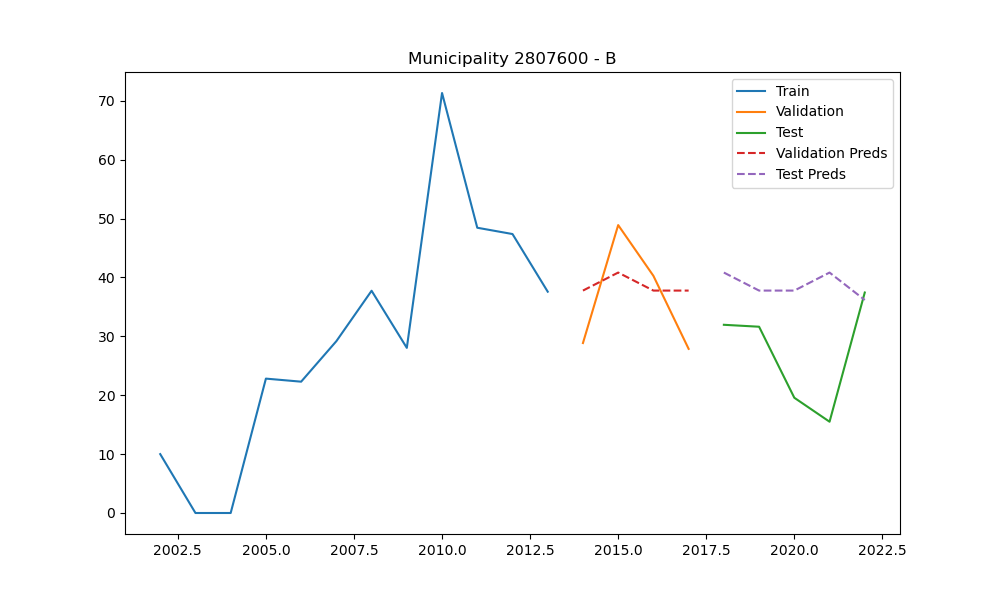 Municipality 2807600 - B
Train
Validation
Test
Validation Preds
Test Preds
70
60
50
40
30
20
10
0
2002.5 2005.0 2007.5 2010.0 2012.5 2015.0 2017.5 2020.0 2022.5